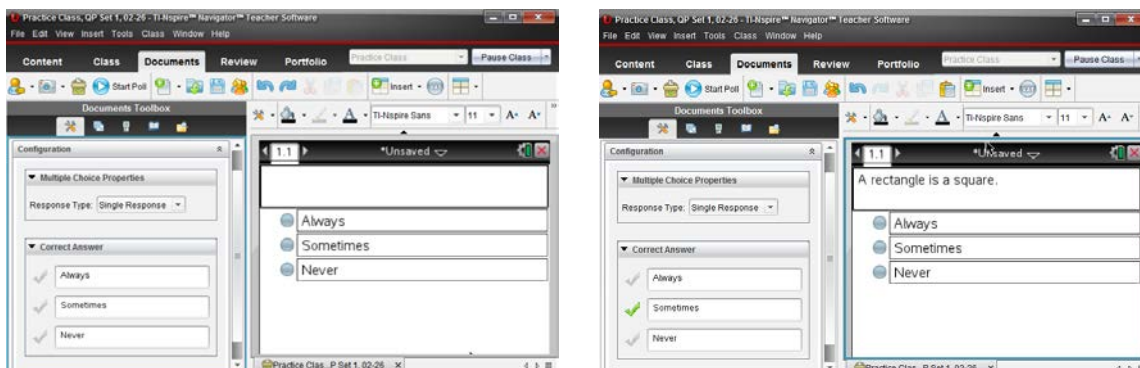 Practice Class, QP Set 1, 02-26 - TI-Nspire™ Navigator™ Teacher Software
File Edit View Insert Tools Class Window Help
Content Class Documents Review Portfolio Practice Class Pause Class
Start Poll Insert
Documents Toolbox
TI-Nspire Sans 11 A A
Configuration
1.1 *Unsaved
Multiple Choice Properties
Response Type: Single Response
Always
Sometimes
Never
Correct Answer
Always
Sometimes
Never
Practice Clas...P Set 1, 02-26
Practice Class, QP Set 1, 02-26 - TI-Nspire™ Navigator™ Teacher Software
File Edit View Insert Tools Class Window Help
Content Class Documents Review Portfolio Practice Class Pause Class
Start Poll Insert
Documents Toolbox
TI-Nspire Sans 11 A A
Configuration
1.1 *Unsaved
A rectangle is a square.
Multiple Choice Properties
Response Type: Single Response
Always
Sometimes
Never
Correct Answer
Always
Sometimes
Never